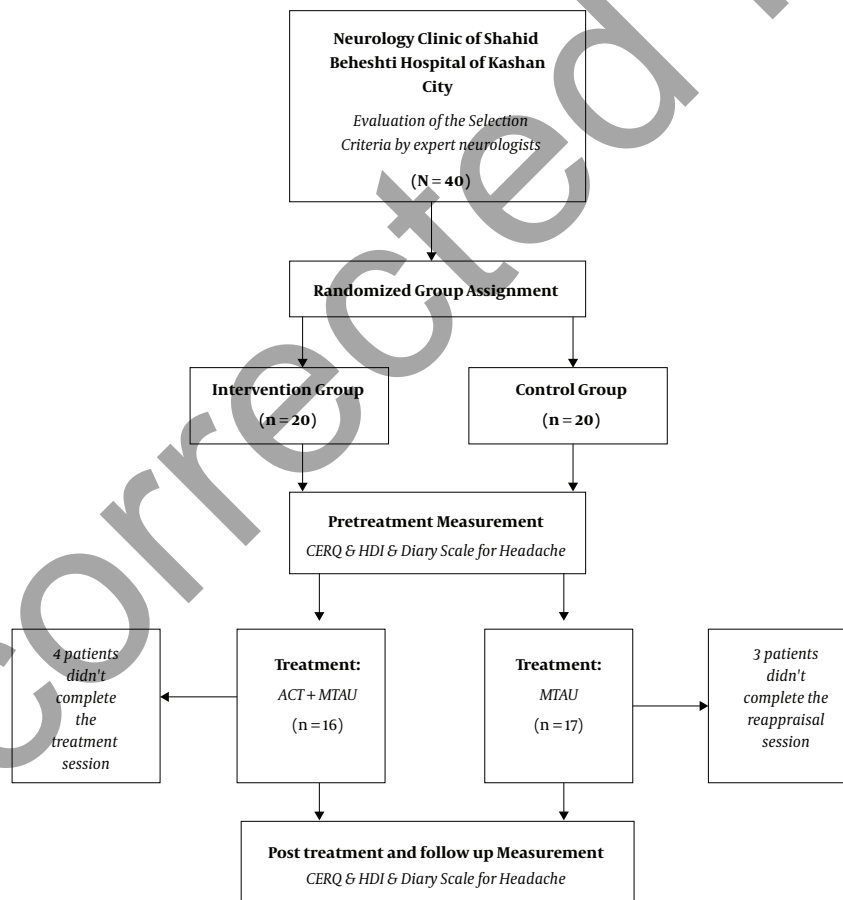 Neurology Clinic of Shahid
Beheshti Hospital of Kashan
City
Evaluation of the Selection
Criteria by expert neurologists
(N = 40)
Randomized Group Assignment
Intervention Group
(n = 20)
Control Group
(n = 20)
Pretreatment Measurement
CERQ & HDI & Diary Scale for Headache
4 patients
didn't
complete
the
treatment
session
Treatment:
ACT + MTAU
(n = 16)
Treatment:
MTAU
(n = 17)
3 patients
didn't
complete the
reappraisal
session
Post treatment and follow up Measurement
CERQ & HDI & Diary Scale for Headache
corrected